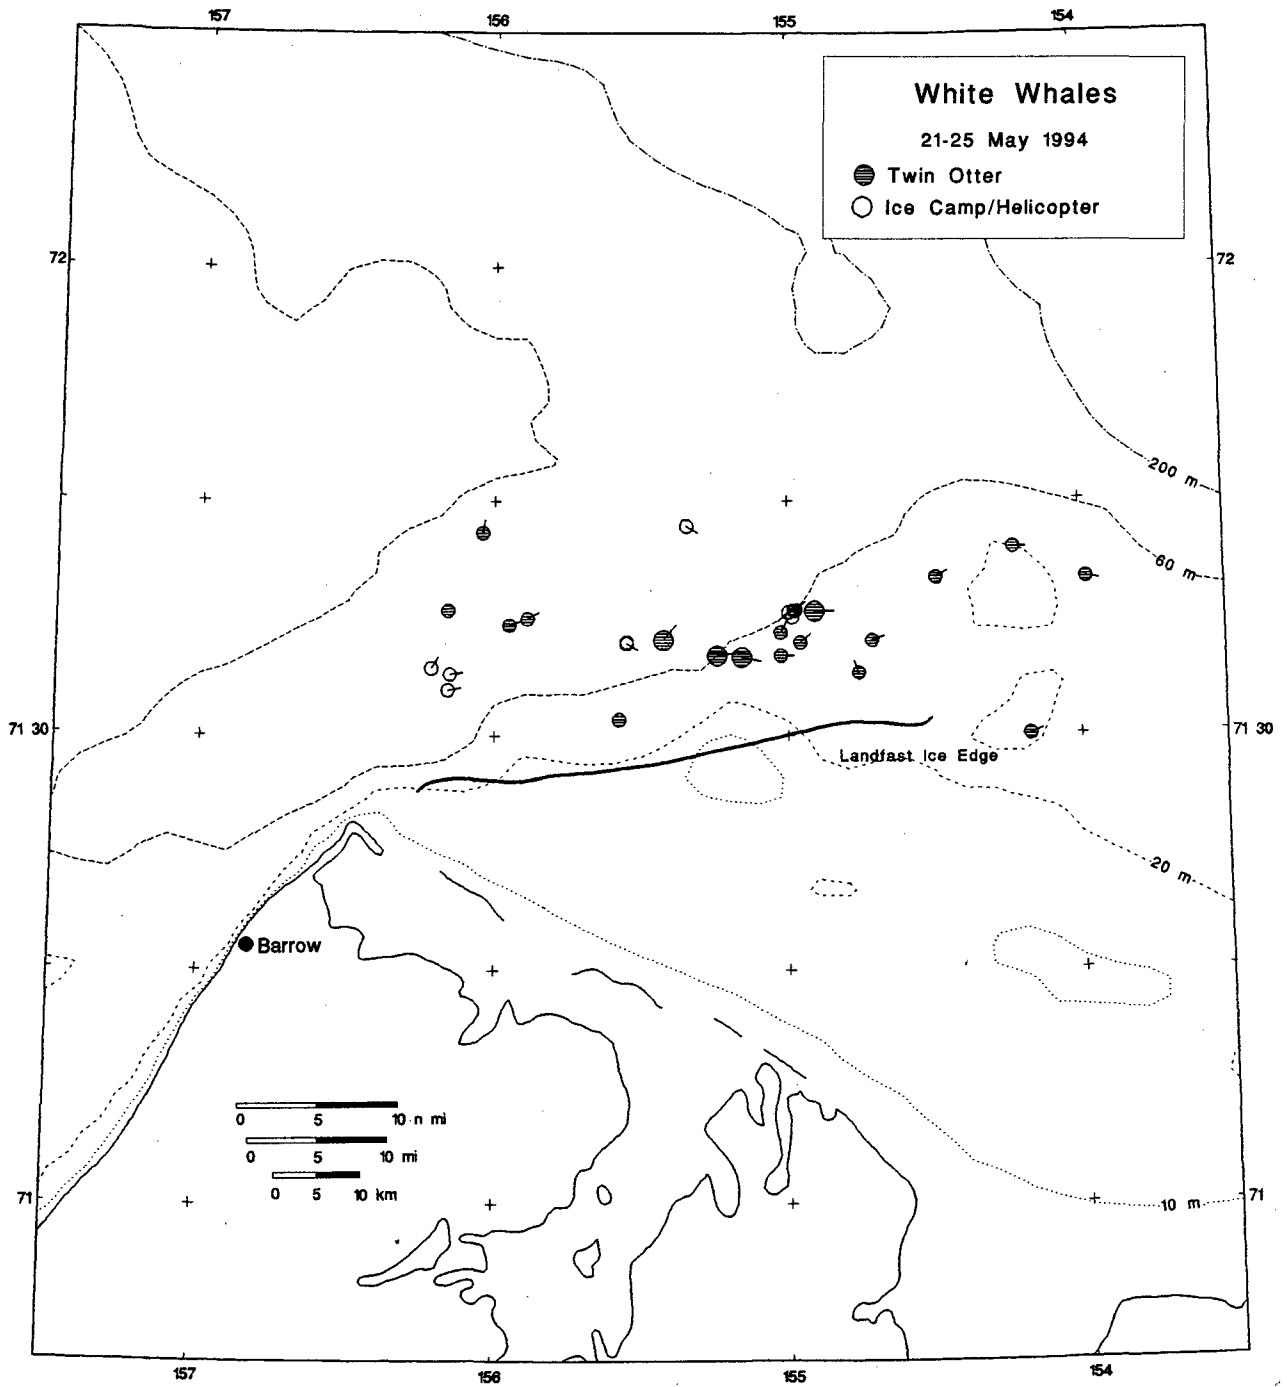 157 156 155 154
White Whales
21-25 May 1994
Twin Otter
Ice Camp/Helicopter
72 72
200 m
60 m
71 30 71 30
Landfast Ice Edge
20 m
Barrow
0 5 10 n mi
0 5 10 mi
0 5 10 km
71 71
10 m
157 156 155 154